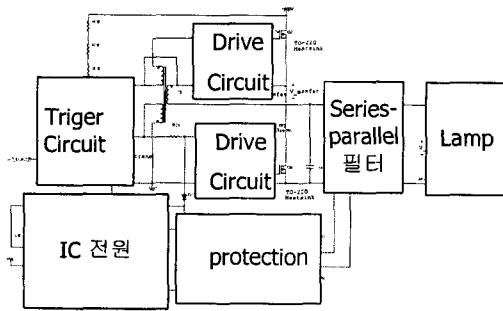 Drive
Circuit
TO-220
Heatsink
Triger
Circuit
Drive
Circuit
TO-220
Heatsink
Series-
parallel
필터
Lamp
IC 전원
protection